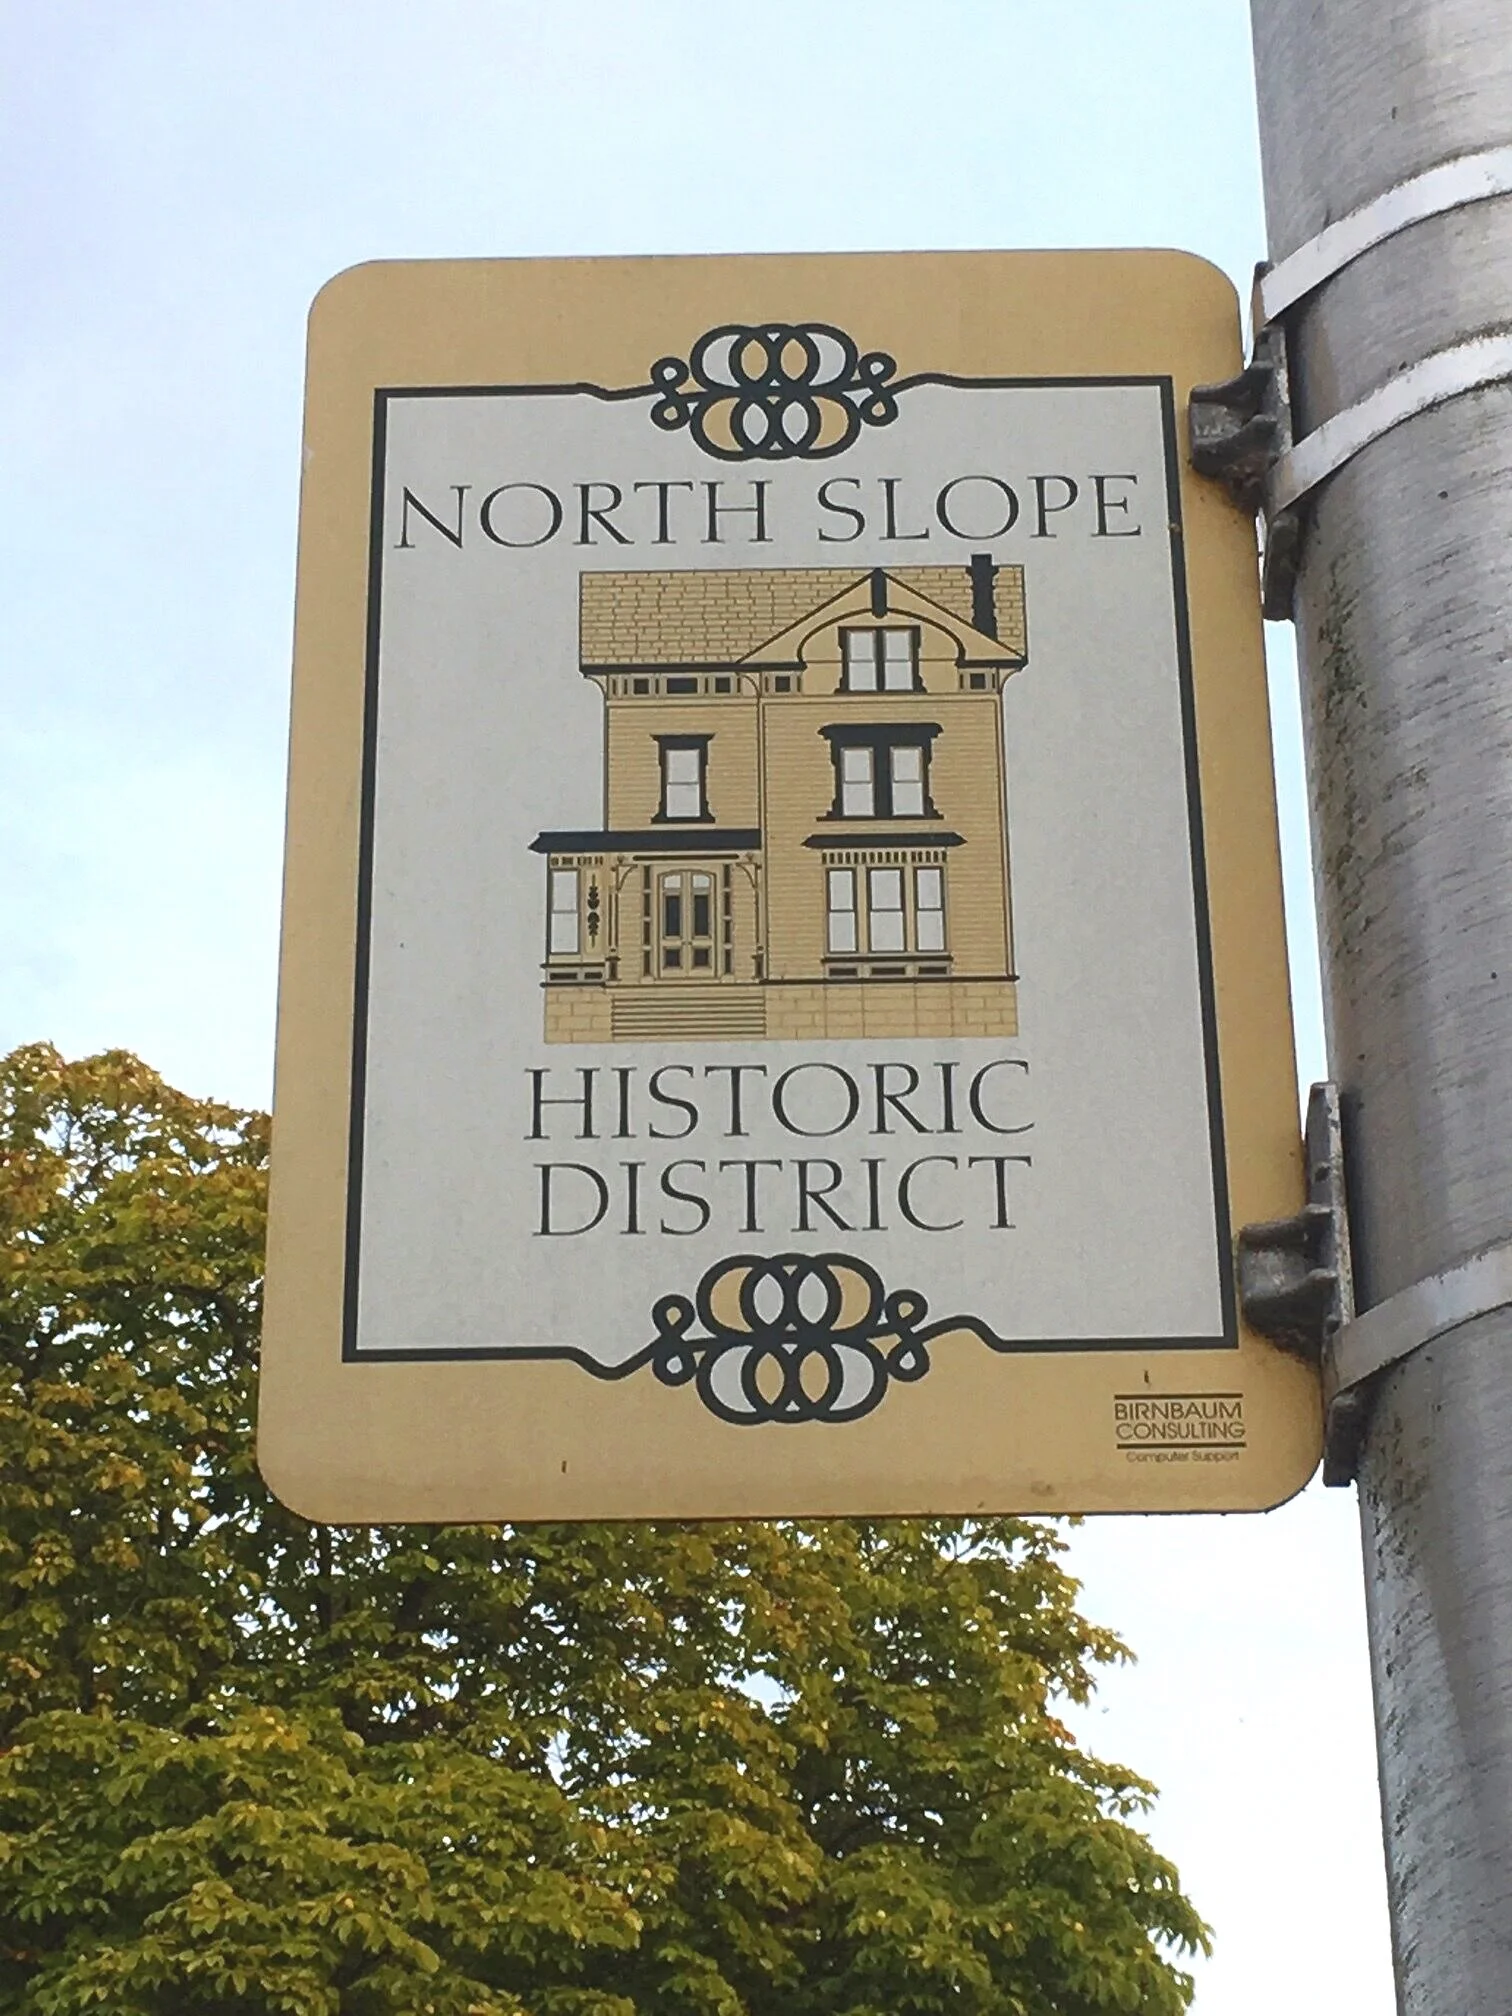 NORTH SLOPE
HISTORIC
DISTRICT
BIRNBAUM
CONSULTING
Computer Support